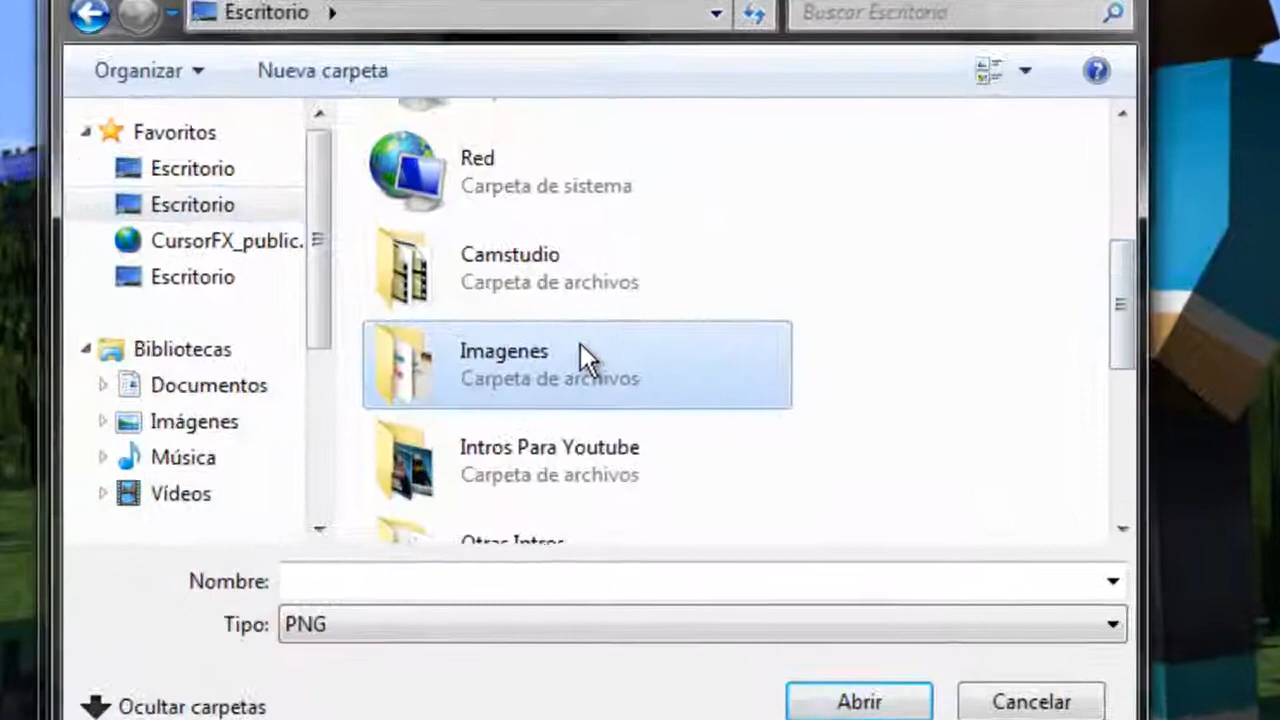 Escritorio
Buscar Escritorio
Organizar
Nueva carpeta
Favoritos
Escritorio
Escritorio
CursorFX_public.
Escritorio
Bibliotecas
Documentos
Imágenes
Música
Vídeos
Red
Carpeta de sistema
Camstudio
Carpeta de archivos
Imagenes
Carpeta de archivos
Intros Para Youtube
Carpeta de archivos
Otras Intros
Nombre:
Tipo: PNG
Ocultar carpetas
Abrir
Cancelar